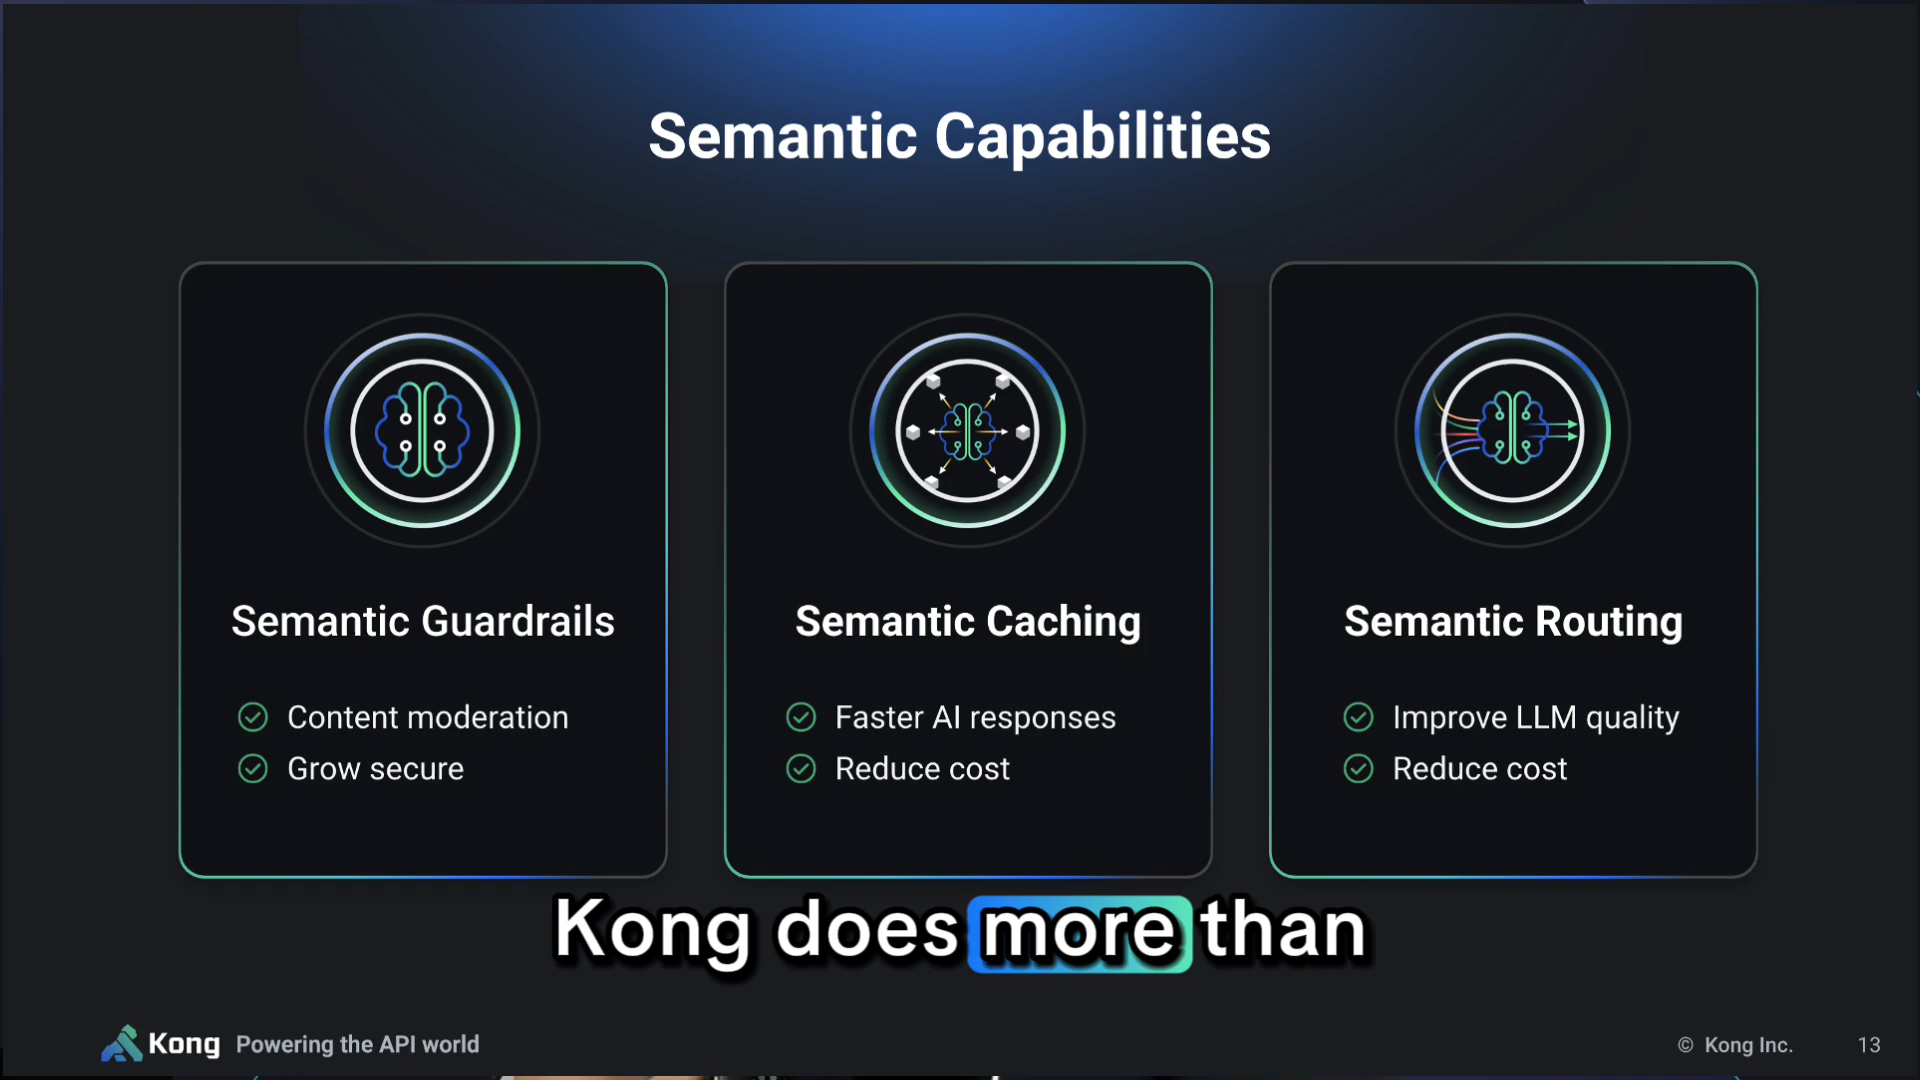 Semantic Capabilities
Semantic Guardrails
Content moderation
Grow secure
Semantic Caching
Faster AI responses
Reduce cost
Semantic Routing
Improve LLM quality
Reduce cost
Kong does more than
Kong Powering the API world
© Kong Inc. 13